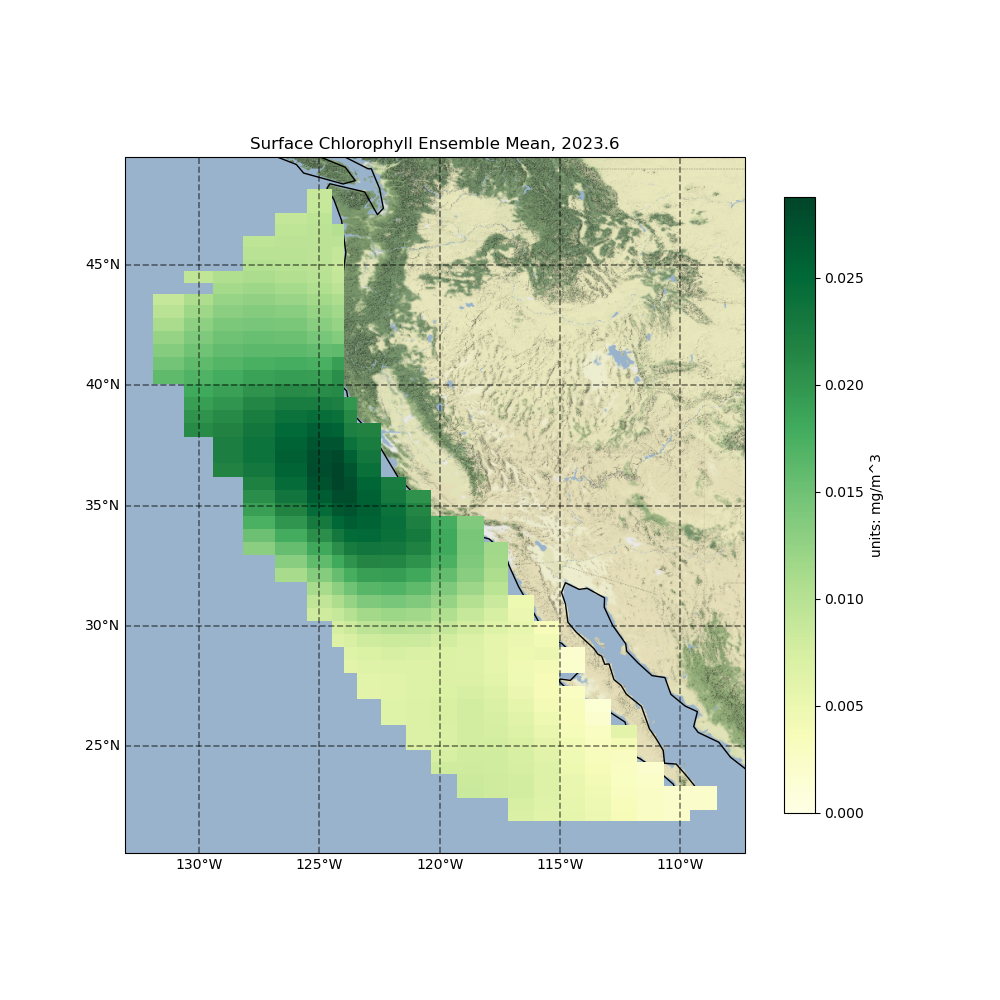 Surface Chlorophyll Ensemble Mean, 2023.6
45°N
40°N
35°N
30°N
25°N
130°W
125°W
120°W
115°W
110°W
0.025
0.020
0.015
0.010
0.005
0.000
units: mg/m^3